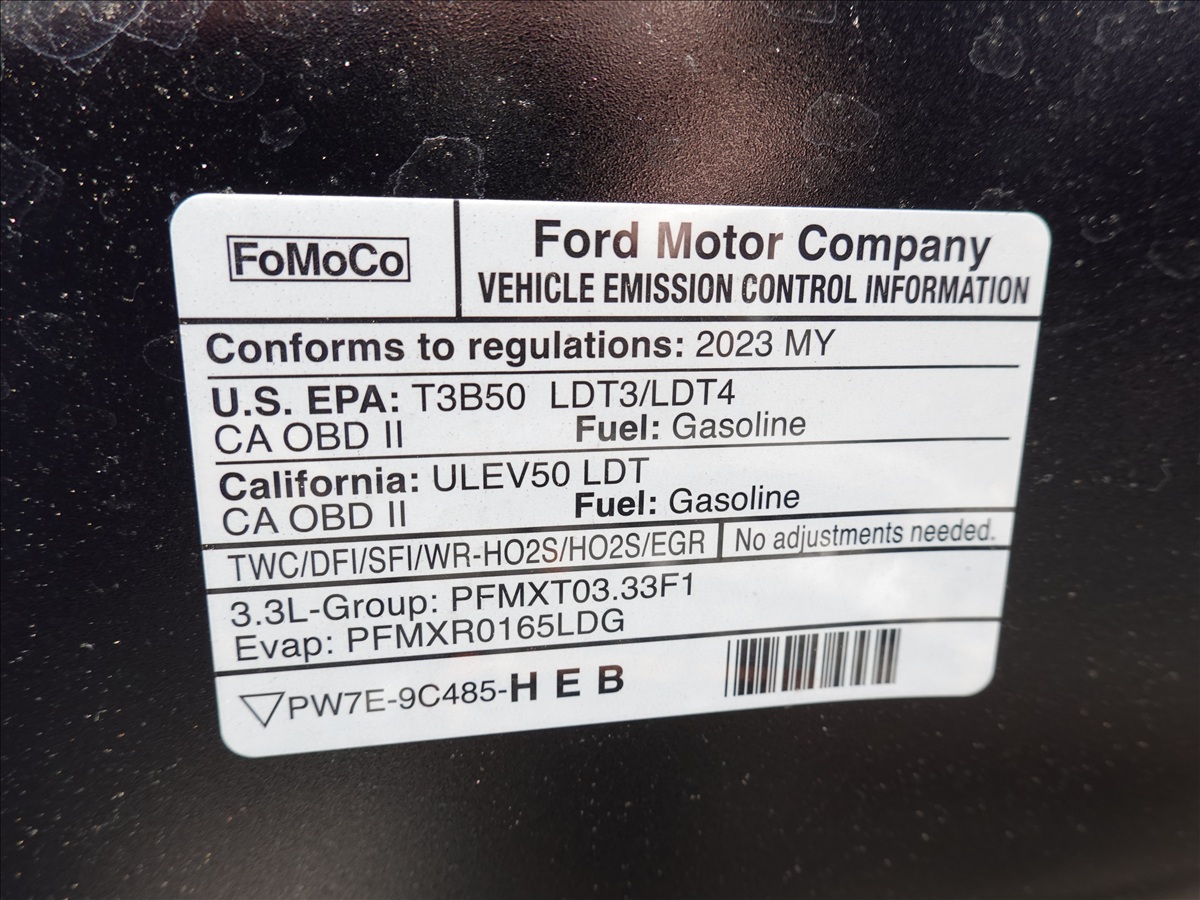 FoMoCo
Ford Motor Company
VEHICLE EMISSION CONTROL INFORMATION
Conforms to regulations: 2023 MY
U.S. EPA: T3B50 LDT3/LDT4
CA OBD II Fuel: Gasoline
California: ULEV50 LDT
CA OBD II Fuel: Gasoline
TWC/DFI/SFI/WR-HO2S/HO2S/EGR No adjustments needed.
3.3L-Group: PFMXT03.33F1
Evap: PFMXR0165LDG
PW7E-9C485-H E B